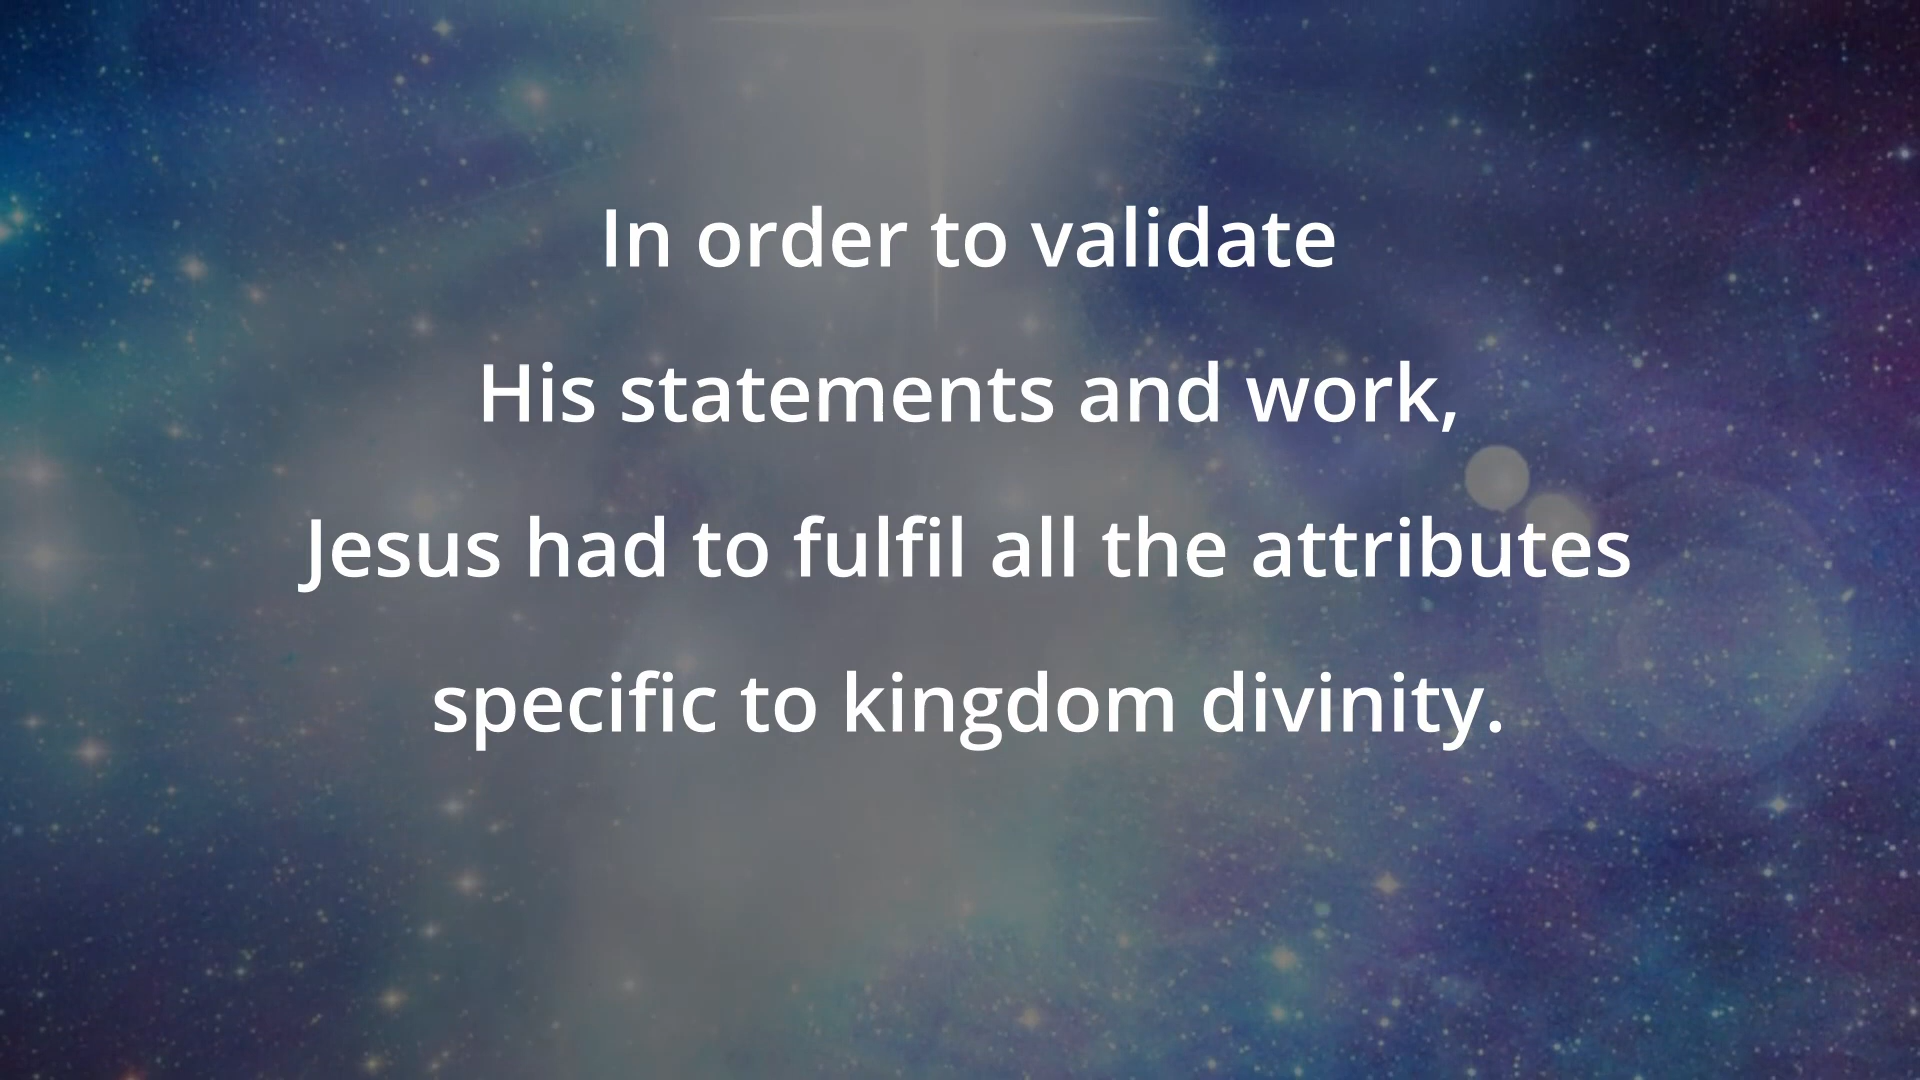 In order to validate
His statements and work,
Jesus had to fulfil all the attributes
specific to kingdom divinity.